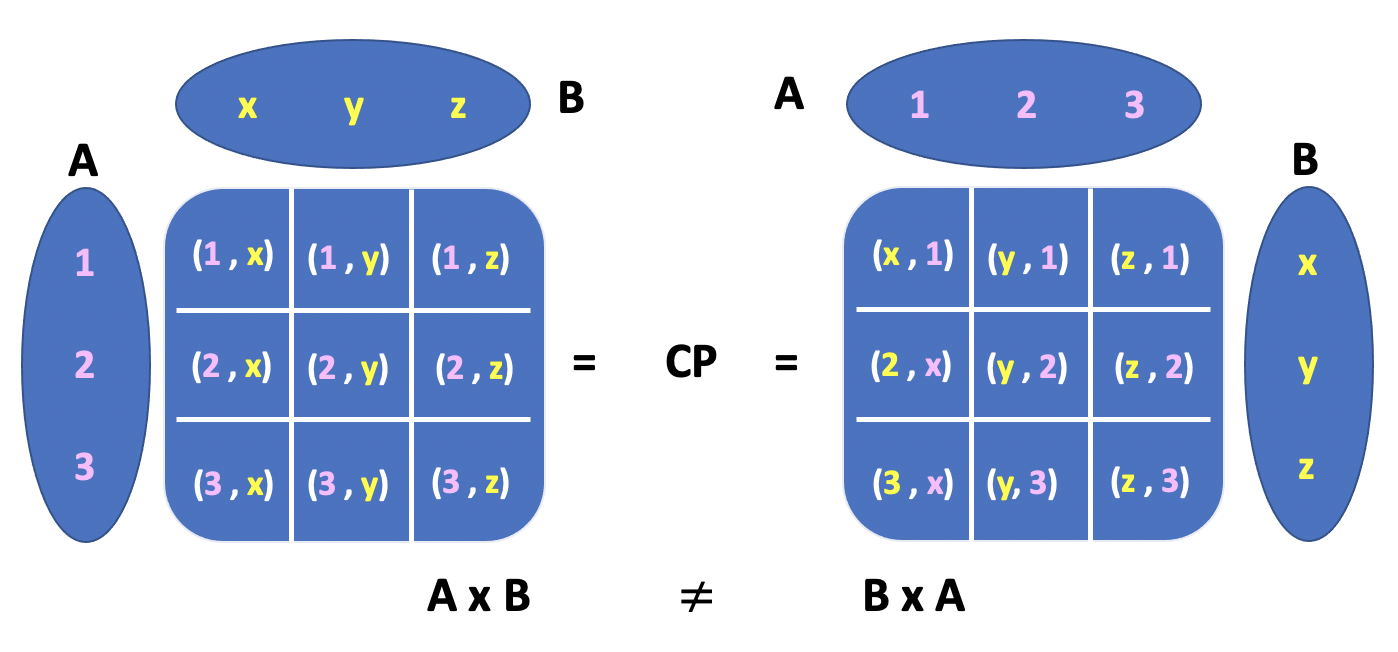 x y z B A 1 2 3
A B
1 (1 , x) (1 , y) (1 , z) (x , 1) (y , 1) (z , 1) x
2 (2 , x) (2 , y) (2 , z) = CP = (2 , x) (y , 2) (z , 2) y
3 (3 , x) (3 , y) (3 , z) (3 , x) (y, 3) (z , 3) z
A x B ≠ B x A